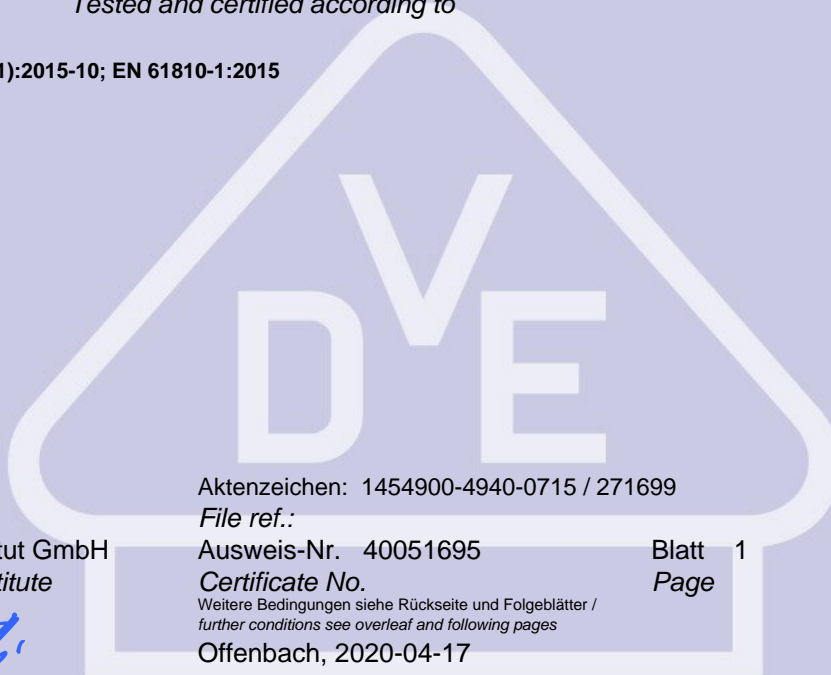 Tested and certified according to
1):2015-10; EN 61810-1:2015
VDE
Aktenzeichen: 1454900-4940-0715 / 271699
File ref.:
tut GmbH Ausweis-Nr. 40051695 Blatt 1
titute Certificate No. Page
Weitere Bedingungen siehe Rückseite und Folgeblätter /
further conditions see overleaf and following pages
Offenbach, 2020-04-17